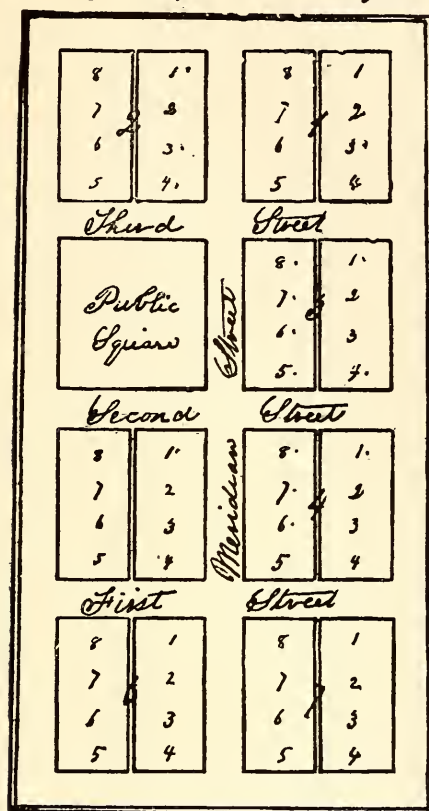 8 1. 8 1
7 2 2 7 1 2
6 3. 6 3.
5 4. 5 4
Third Street
Public
Square
8. 1.
7. 3 2
6. 3
5. 4.
Street
Second Street
8 1. 8. 1.
7 2 7. 4 2
6 3 6. 3
5 4 5 4
Meridian
First Street
8 1 8 1
7 2 7 2
6 6 3 6 7 3
5 4 5 4